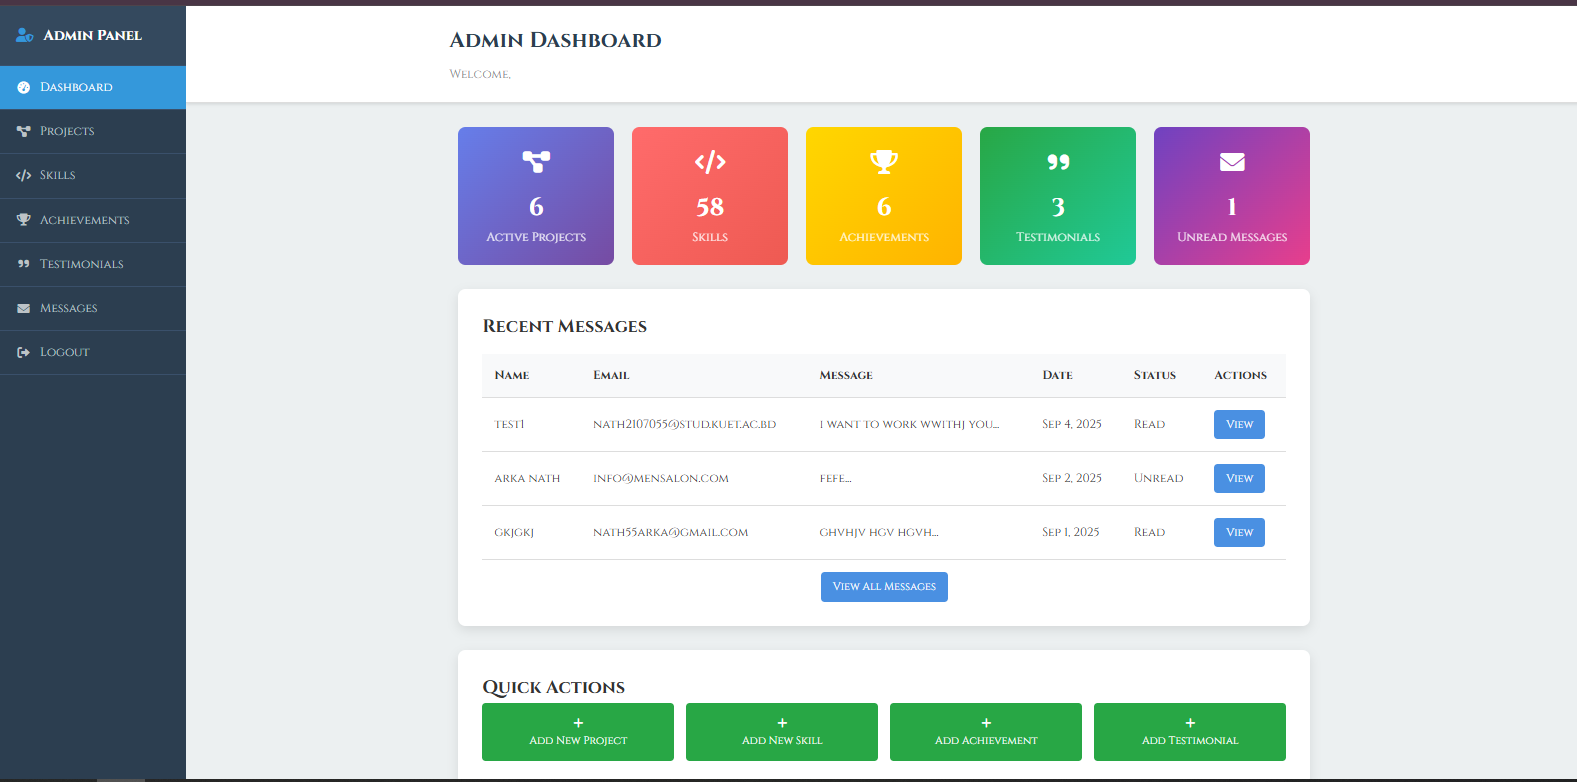 Admin Panel
Dashboard
Projects
Skills
Achievements
Testimonials
Messages
Logout
Admin Dashboard
Welcome,
6
Active Projects
58
Skills
6
Achievements
3
Testimonials
1
Unread Messages
Recent Messages
Name Email Message Date Status Actions
test1 nath2107055@stud.kuet.ac.bd i want to work wwithj you... Sep 4, 2025 Read View
arka nath info@mensalon.com fefe... Sep 2, 2025 Unread View
gkjgkj nath55arka@gmail.com ghvhjv hgv hgvh... Sep 1, 2025 Read View
View All Messages
Quick Actions
+ + + +
Add New Project Add New Skill Add Achievement Add Testimonial